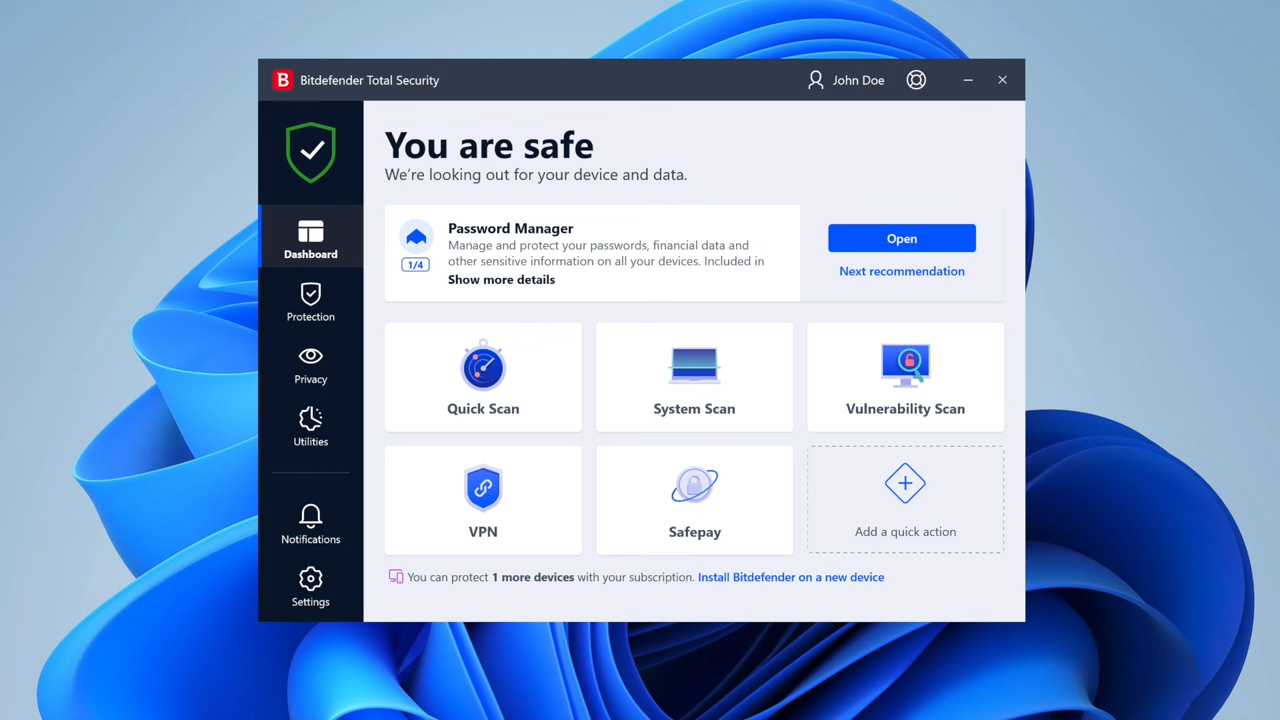 B Bitdefender Total Security
John Doe
You are safe
We're looking out for your device and data.
Dashboard
Protection
Privacy
Utilities
Notifications
Settings
1/4
Password Manager
Manage and protect your passwords, financial data and
other sensitive information on all your devices. Included in
Show more details
Open
Next recommendation
Quick Scan
System Scan
Vulnerability Scan
VPN
Safepay
Add a quick action
You can protect 1 more devices with your subscription. Install Bitdefender on a new device